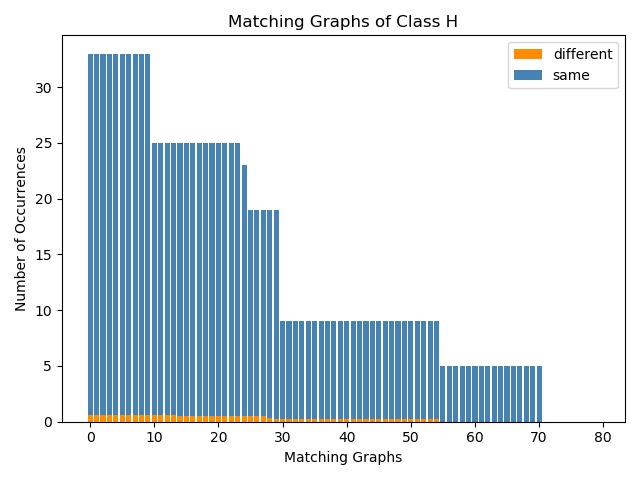 Matching Graphs of Class H
different
same
Number of Occurrences
30
25
20
15
10
5
0
0 10 20 30 40 50 60 70 80
Matching Graphs